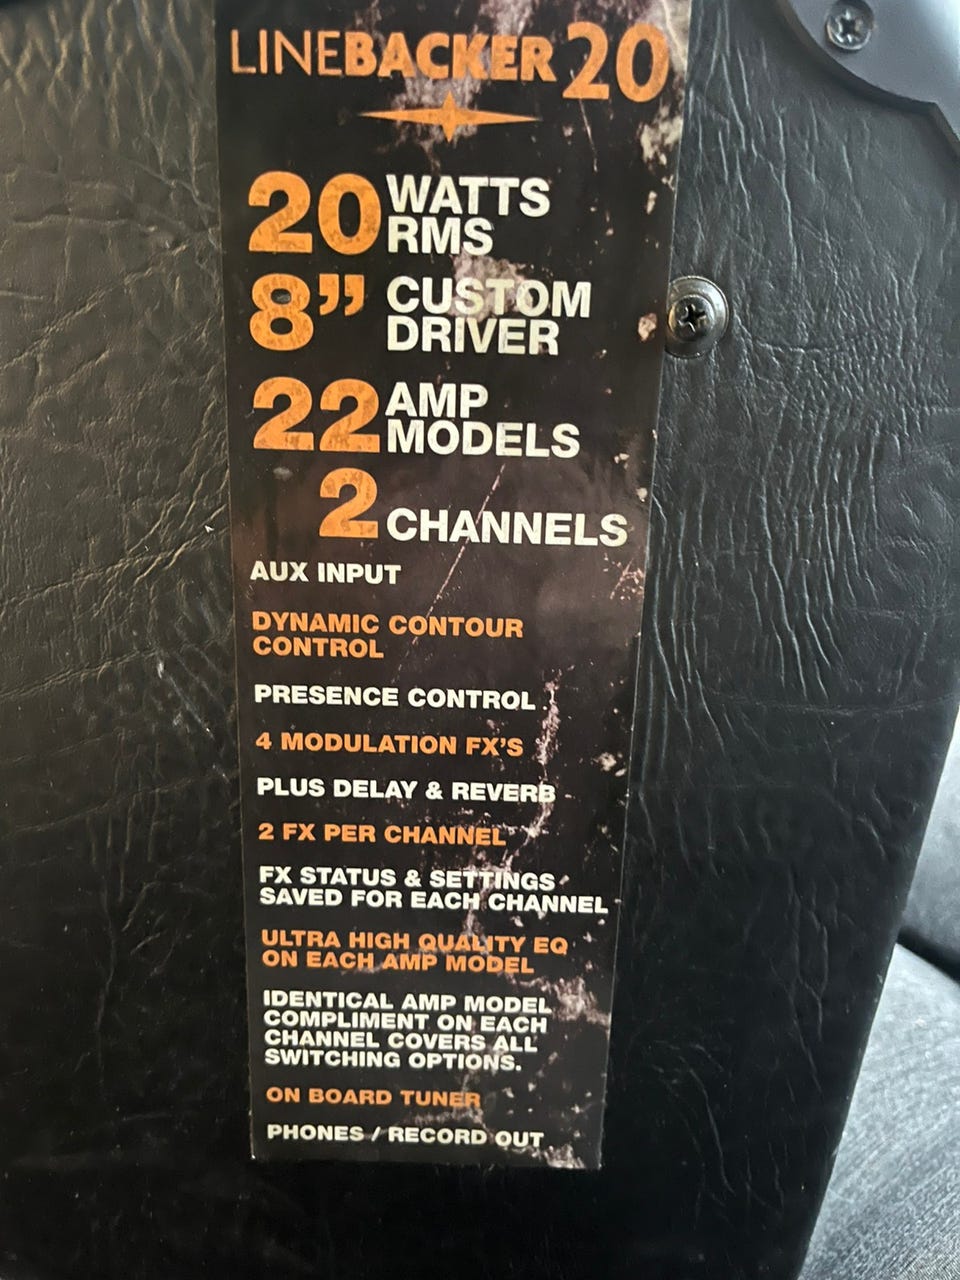 LINEBACKER 20
20 WATTS
RMS
8” CUSTOM
DRIVER
22 AMP
MODELS
2 CHANNELS
AUX INPUT
DYNAMIC CONTOUR
CONTROL
PRESENCE CONTROL
4 MODULATION FX’S
PLUS DELAY & REVERB
2 FX PER CHANNEL
FX STATUS & SETTINGS
SAVED FOR EACH CHANNEL
ULTRA HIGH QUALITY EQ
ON EACH AMP MODEL
IDENTICAL AMP MODEL
COMPLIMENT ON EACH
CHANNEL COVERS ALL
SWITCHING OPTIONS.
ON BOARD TUNER
PHONES / RECORD OUT